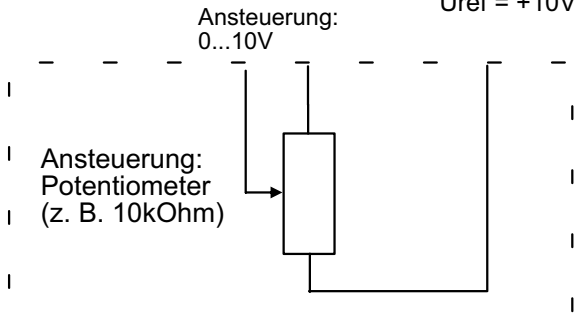 Ansteuerung:
0...10V
Uref = +10V
Ansteuerung:
Potentiometer
(z. B. 10kOhm)